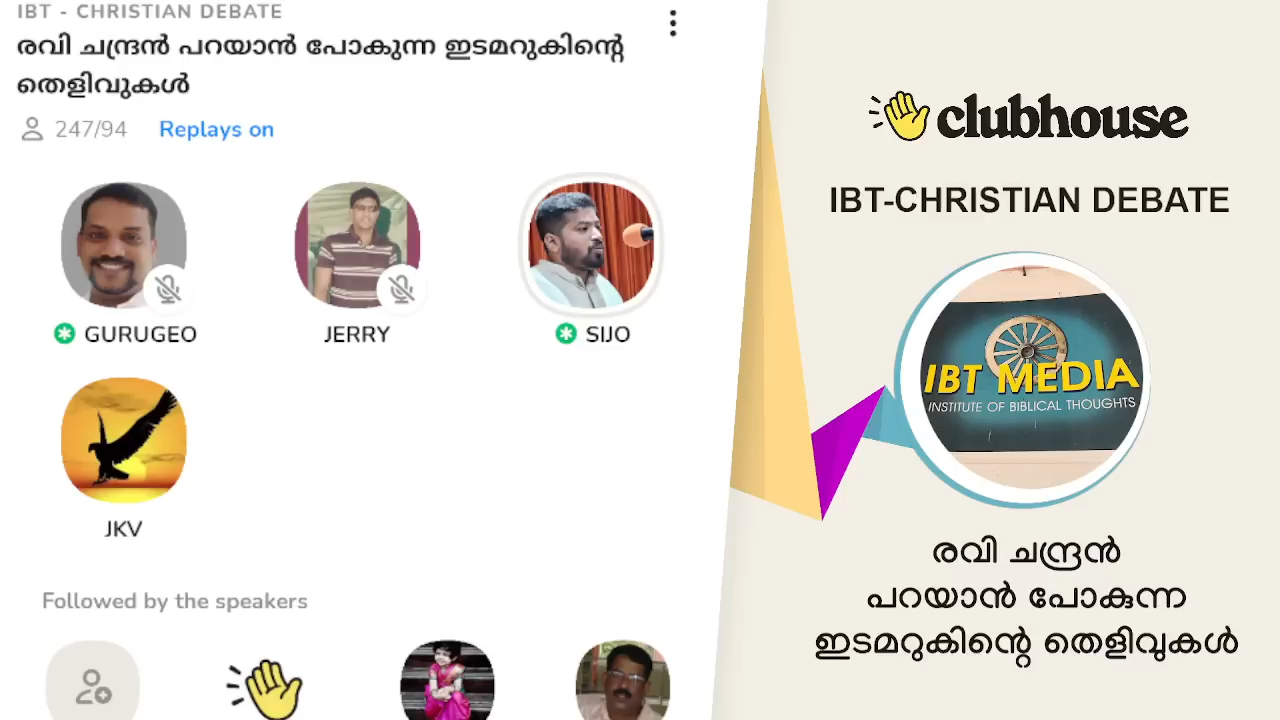 IBT - CHRISTIAN DEBATE
രവി ചന്ദ്രൻ പറയാൻ പോകുന്ന ഇടമറുകിന്റെ
തെളിവുകൾ
247/94 Replays on
GURUGEO
JERRY
SIJO
JKV
Followed by the speakers
clubhouse
IBT-CHRISTIAN DEBATE
IBT MEDIA
INSTITUTE OF BIBLICAL THOUGHTS
രവി ചന്ദ്രൻ
പറയാൻ പോകുന്ന
ഇടമറുകിന്റെ തെളിവുകൾ